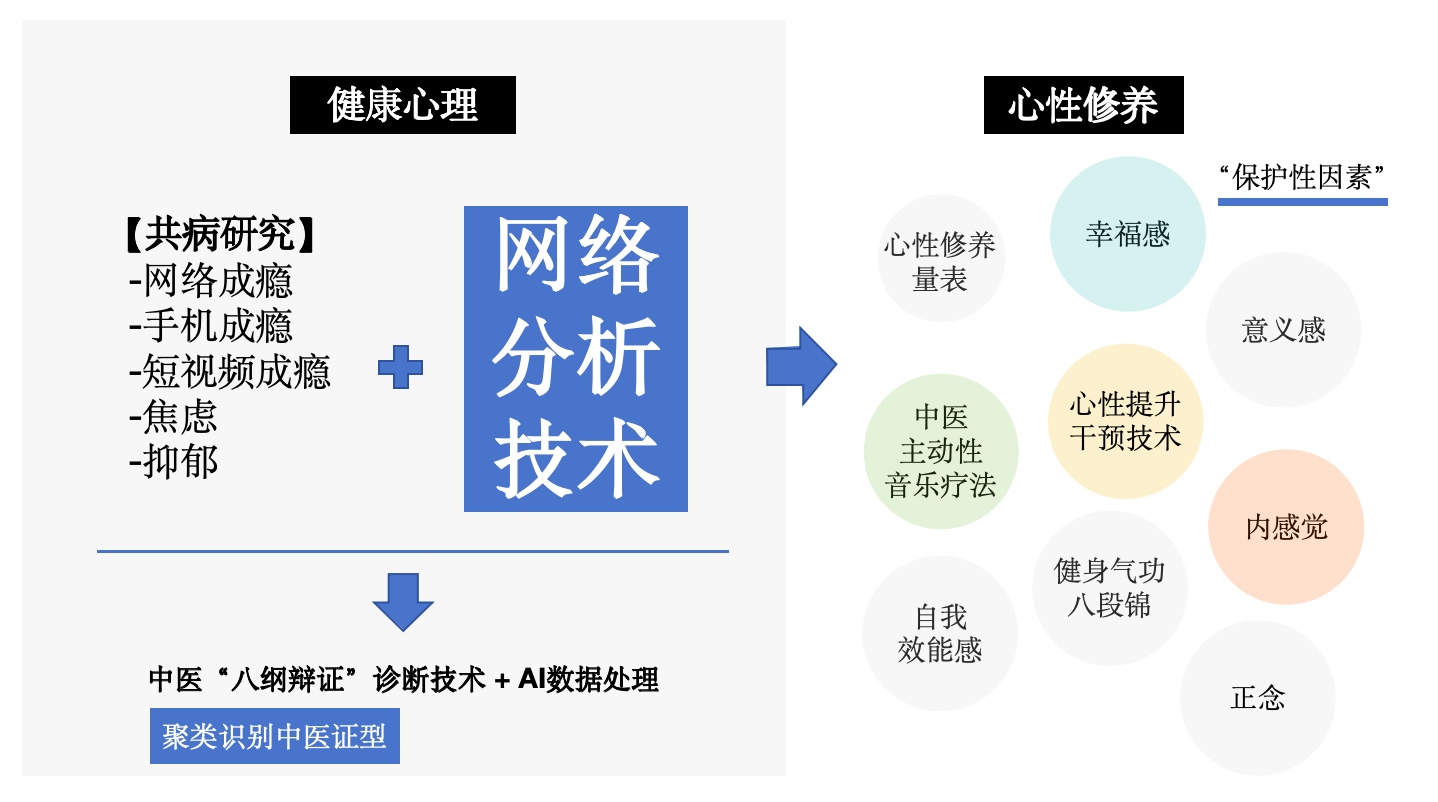 健康心理
【共病研究】
-网络成瘾
-手机成瘾
-短视频成瘾
-焦虑
-抑郁
网络
分析
技术
中医“八纲辩证”诊断技术 + AI数据处理
聚类识别中医证型
心性修养
“保护性因素”
心性修养
量表
幸福感
意义感
中医
主动性
音乐疗法
心性提升
干预技术
内感觉
健身气功
八段锦
自我
效能感
正念